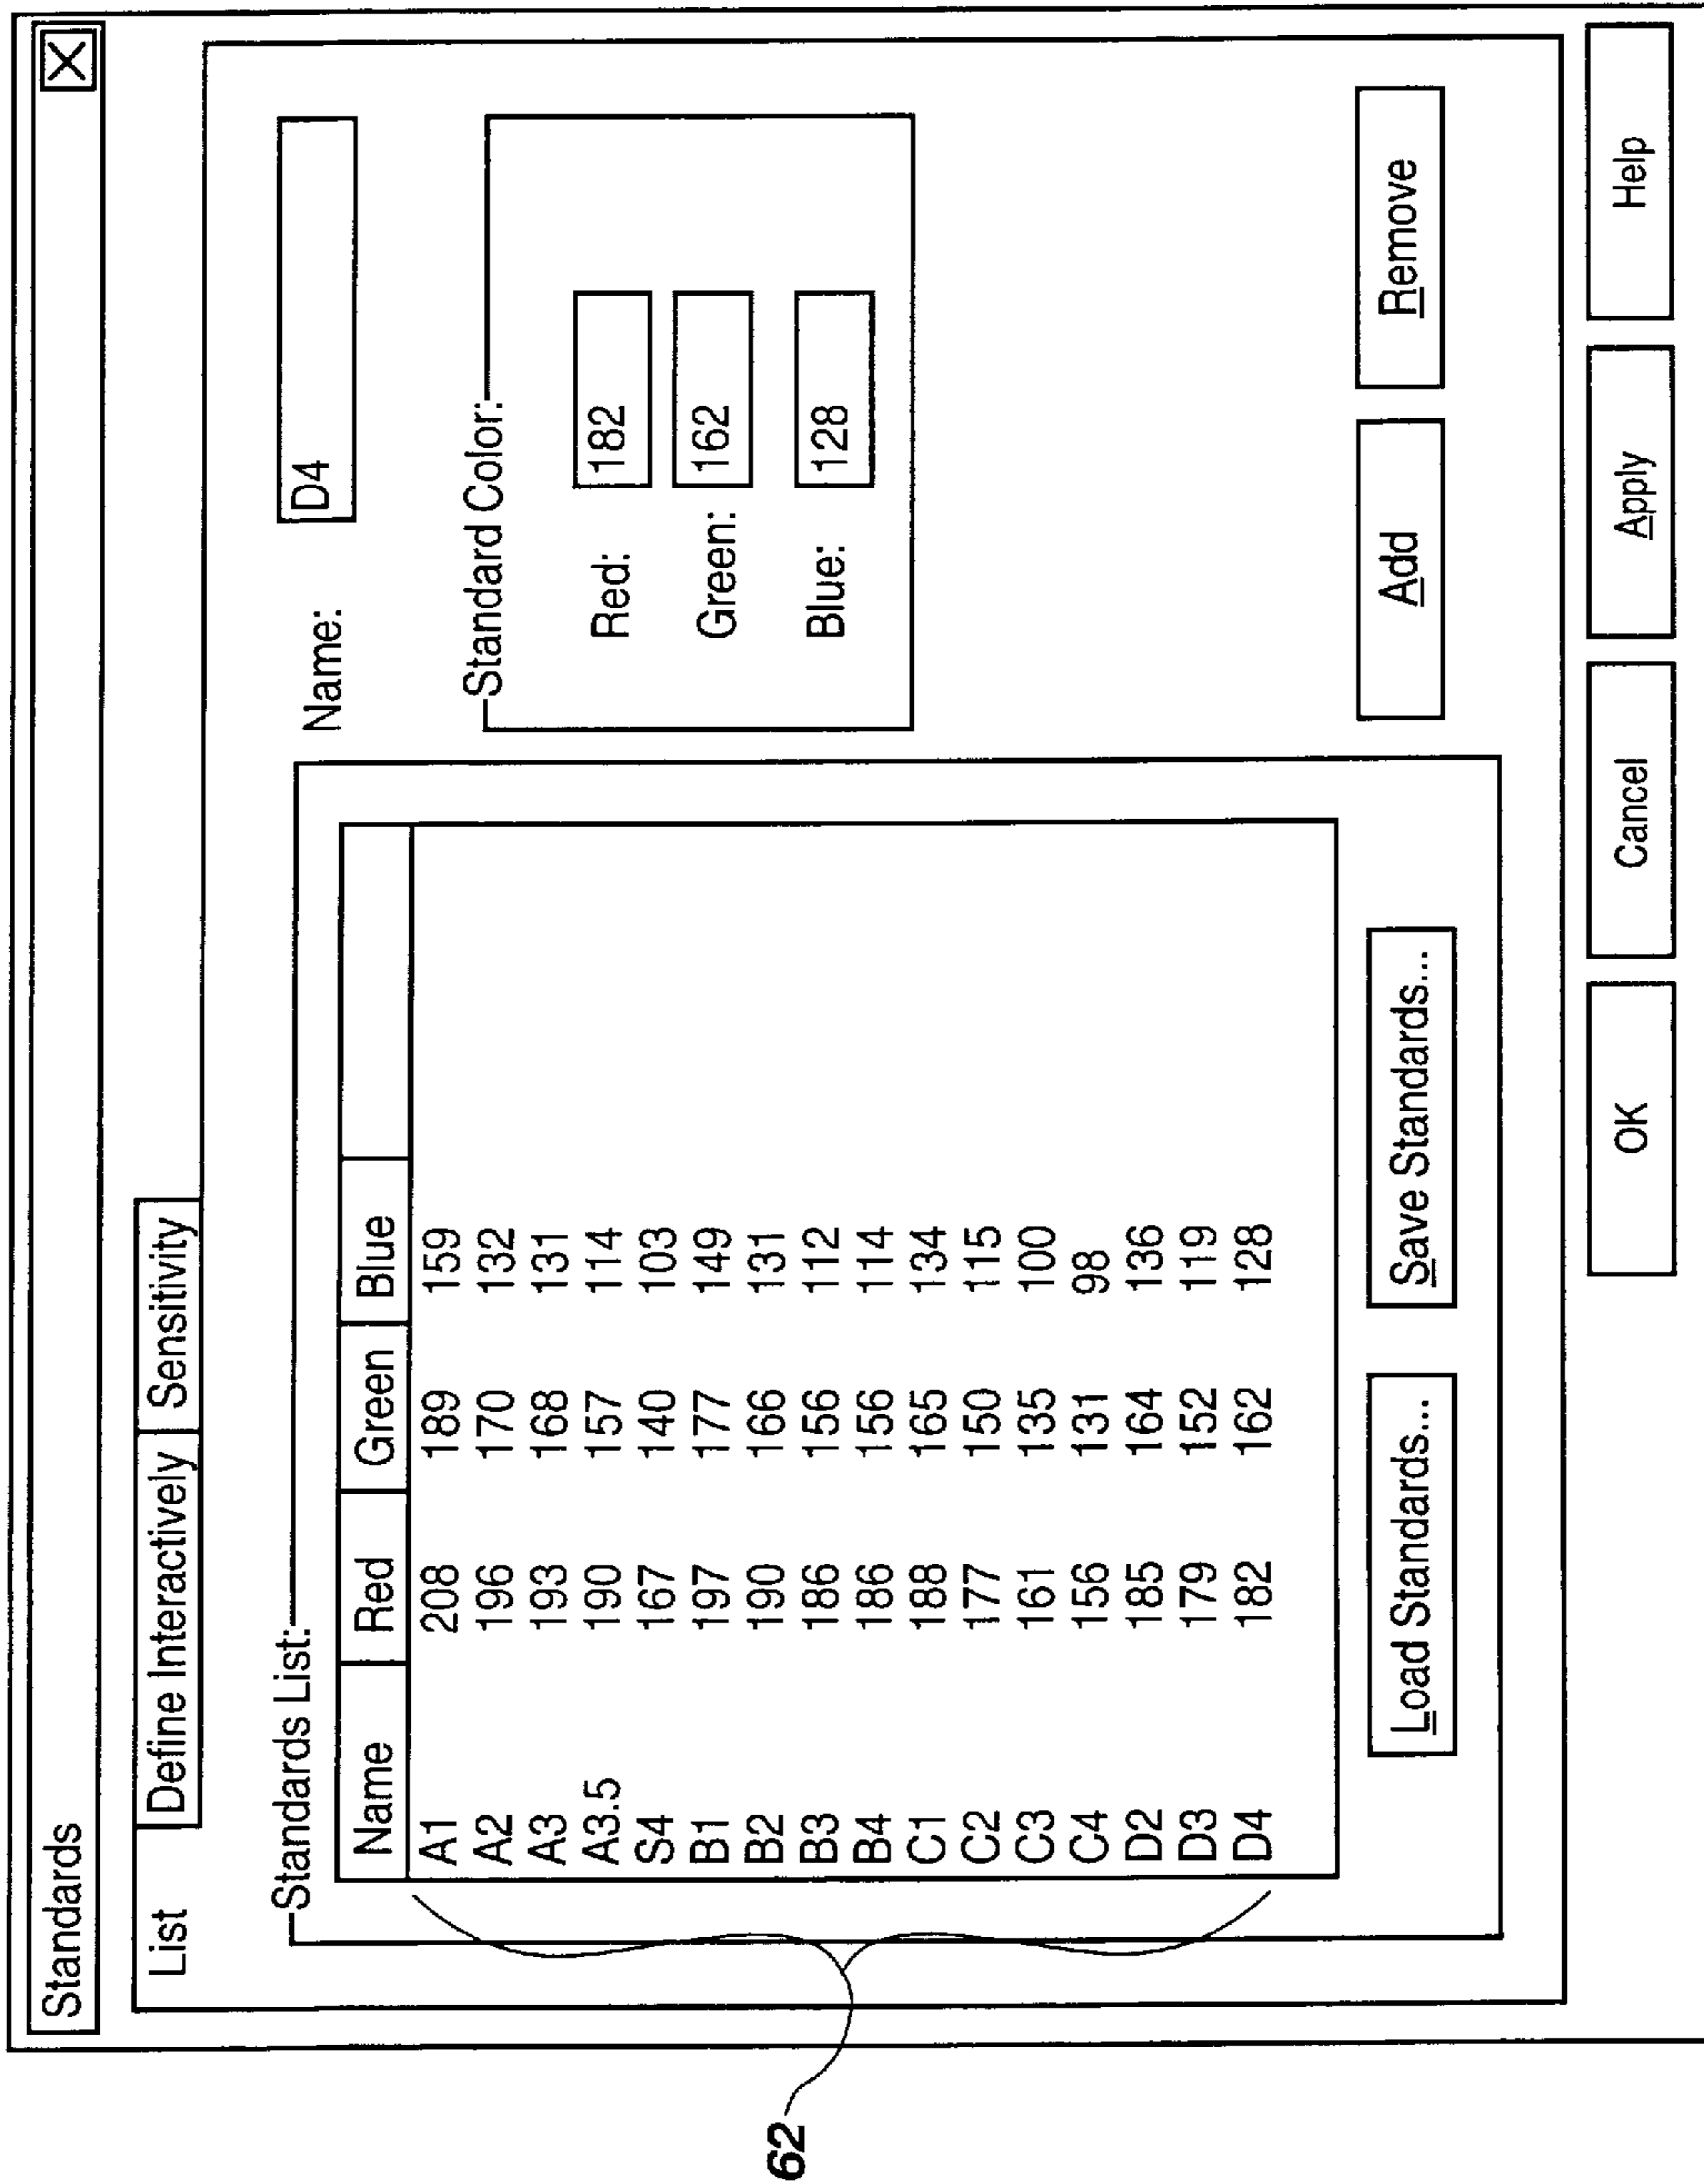 Standards
List Define Interactively Sensitivity
Standards List:
Name Red Green Blue
A1 208 189 159
A2 196 170 132
A3 193 168 131
A3.5 190 157 114
S4 167 140 103
B1 197 177 149
B2 190 166 131
B3 186 156 112
B4 186 156 114
C1 188 165 134
C2 177 150 115
C3 161 135 100
C4 156 131 98
D2 185 164 136
D3 179 152 119
D4 182 162 128
Load Standards... Save Standards...
Name: D4
Standard Color:
Red: 182
Green: 162
Blue: 128
Add Remove
OK Cancel Apply Help
62